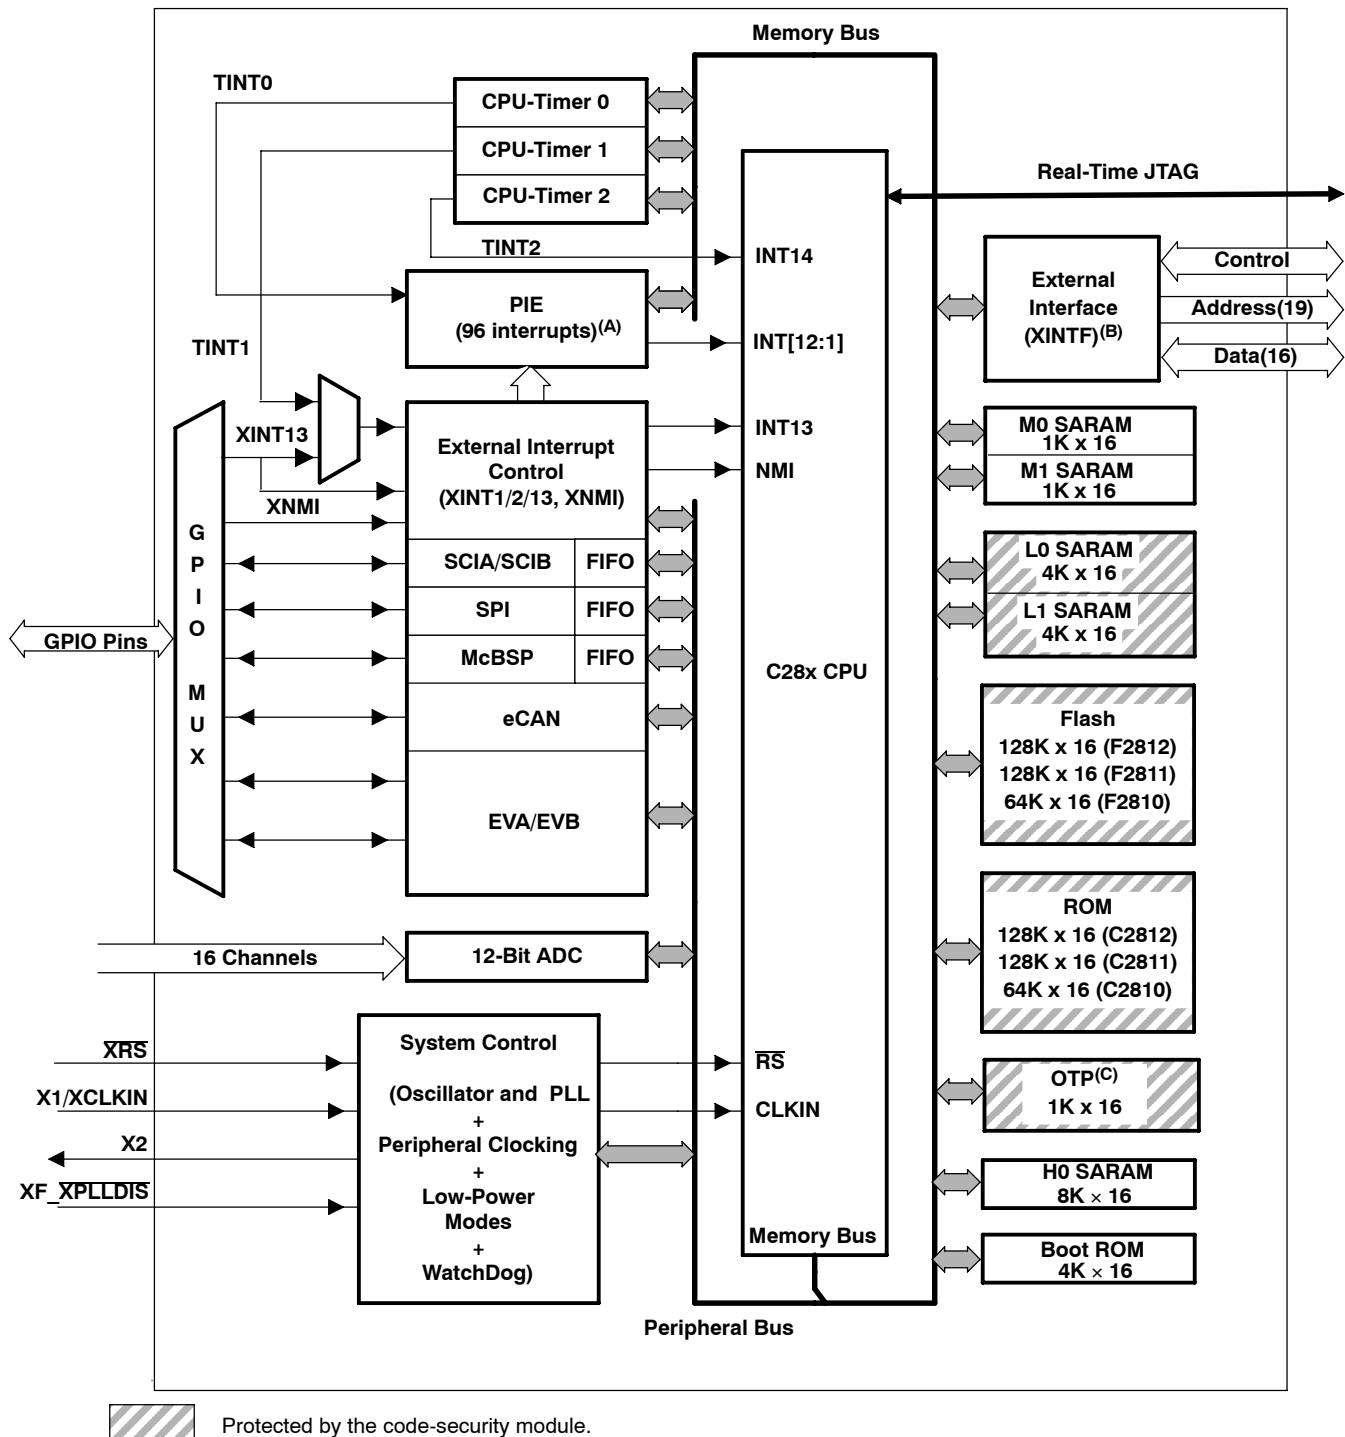 Memory Bus
TINT0
CPU-Timer 0
CPU-Timer 1
CPU-Timer 2
Real-Time JTAG
TINT2
INT14
PIE
(96 interrupts)(A)
INT[12:1]
External
Interface
(XINTF)(B)
Control
Address(19)
Data(16)
TINT1
XINT13
XNMI
External Interrupt
Control
(XINT1/2/13, XNMI)
INT13
NMI
M0 SARAM
1K x 16
M1 SARAM
1K x 16
L0 SARAM
4K x 16
L1 SARAM
4K x 16
GPIO Pins
G
P
I
O
M
U
X
SCIA/SCIB
FIFO
SPI
FIFO
McBSP
FIFO
eCAN
EVA/EVB
C28x CPU
Flash
128K x 16 (F2812)
128K x 16 (F2811)
64K x 16 (F2810)
ROM
128K x 16 (C2812)
128K x 16 (C2811)
64K x 16 (C2810)
16 Channels
12-Bit ADC
XRS
X1/XCLKIN
X2
XF_XPLLDIS
System Control
(Oscillator and PLL
+
Peripheral Clocking
+
Low-Power
Modes
+
WatchDog)
RS
CLKIN
OTP(C)
1K x 16
H0 SARAM
8K × 16
Boot ROM
4K × 16
Memory Bus
Peripheral Bus
Protected by the code-security module.